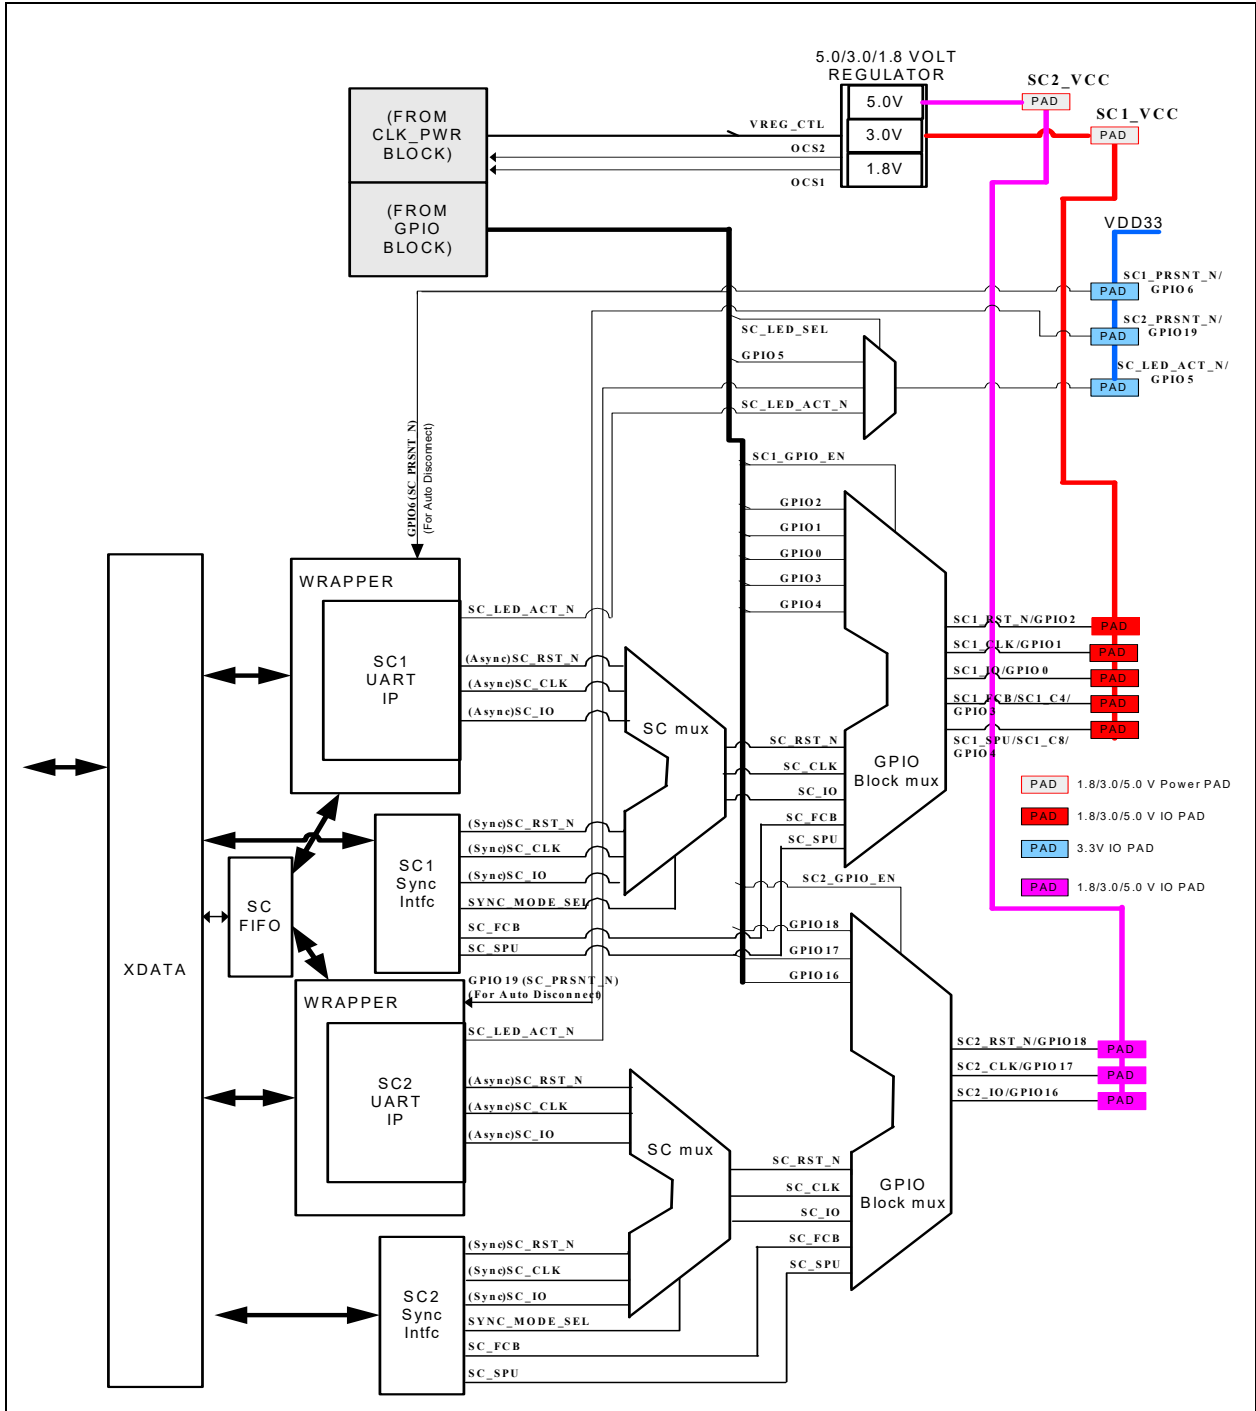 5.0/3.0/1.8 VOLT
REGULATOR
SC2_VCC
5.0V
PAD
SC1_VCC
(FROM
CLK_PWR
BLOCK)
VREG_CTL
3.0V
PAD
OCS2
1.8V
OCS1
(FROM
GPIO
BLOCK)
VDD33
SC1_PRSNT_N/
GPIO6
PAD
SC2_PRSNT_N/
GPIO19
PAD
SC_LED_SEL
GPIO5
SC_LED_ACT_N/
GPIO5
PAD
SC_LED_ACT_N
GPIO6(SC_PRSNT_N)
(For Auto Disconnect)
SC1_GPIO_EN
GPIO2
GPIO1
GPIO0
GPIO3
GPIO4
WRAPPER
SC1
UART
IP
SC_LED_ACT_N
(Async)SC_RST_N
(Async)SC_CLK
(Async)SC_IO
SC mux
SC_RST_N
SC_CLK
SC_IO
SC_FCB
SC_SPU
GPIO
Block mux
SC1_RST_N/GPIO2
PAD
SC1_CLK/GPIO1
PAD
SC1_IO/GPIO0
PAD
SC1_FCB/SC1_C4/
GPIO3
PAD
SC1_SPU/SC1_C8/
GPIO4
PAD
PAD 1.8/3.0/5.0 V Power PAD
PAD 1.8/3.0/5.0 V IO PAD
PAD 3.3V IO PAD
PAD 1.8/3.0/5.0 V IO PAD
SC1
Sync
Intfc
(Sync)SC_RST_N
(Sync)SC_CLK
(Sync)SC_IO
SYNC_MODE_SEL
SC_FCB
SC_SPU
SC
FIFO
XDATA
SC2_GPIO_EN
GPIO18
GPIO17
GPIO16
GPIO19 (SC_PRSNT_N)
(For Auto Disconnect)
WRAPPER
SC_LED_ACT_N
SC2
UART
IP
(Async)SC_RST_N
(Async)SC_CLK
(Async)SC_IO
SC mux
SC_RST_N
SC_CLK
SC_IO
SC_FCB
SC_SPU
GPIO
Block mux
SC2_RST_N/GPIO18
PAD
SC2_CLK/GPIO17
PAD
SC2_IO/GPIO16
PAD
SC2
Sync
Intfc
(Sync)SC_RST_N
(Sync)SC_CLK
(Sync)SC_IO
SYNC_MODE_SEL
SC_FCB
SC_SPU